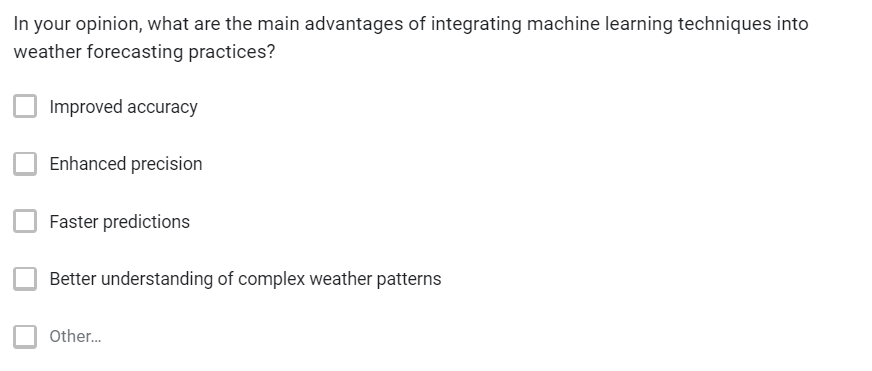 In your opinion, what are the main advantages of integrating machine learning techniques into
weather forecasting practices?
Improved accuracy
Enhanced precision
Faster predictions
Better understanding of complex weather patterns
Other...